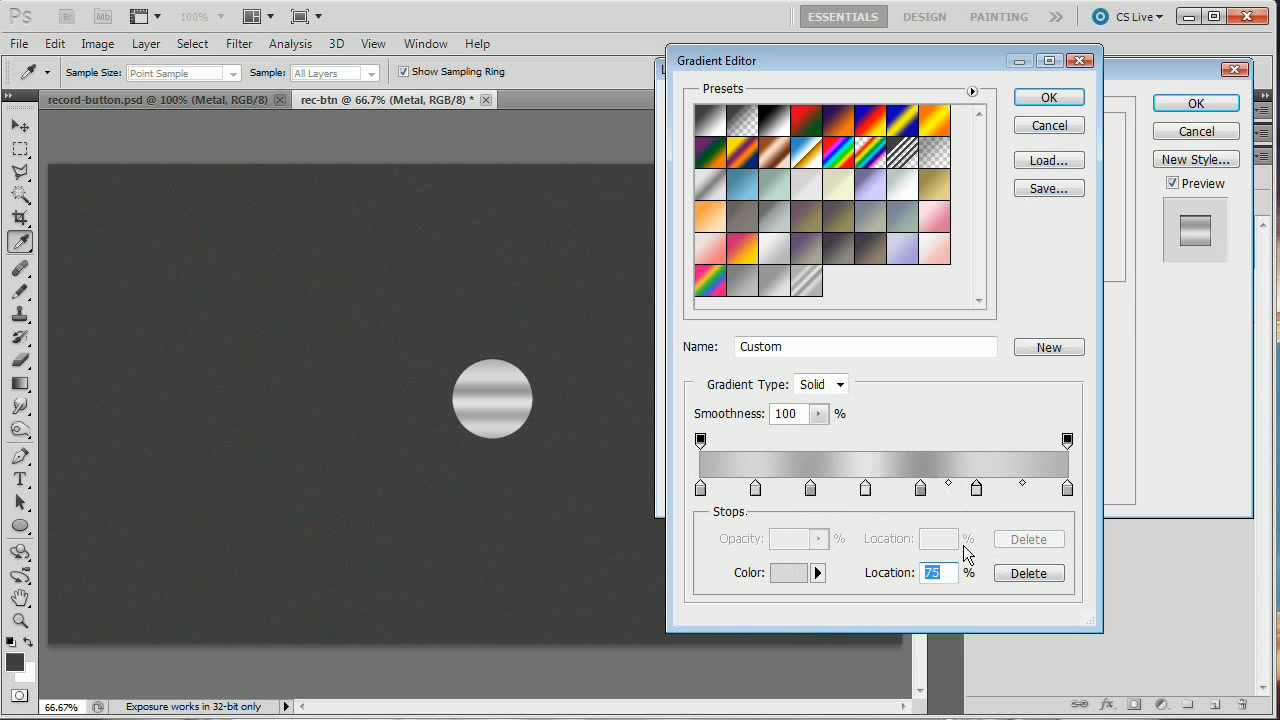 Ps Br Mb 100% ESSENTIALS DESIGN PAINTING CS Live
File Edit Image Layer Select Filter Analysis 3D View Window Help
Sample Size: Point Sample Sample: All Layers Show Sampling Ring
record-button.psd @ 100% (Metal, RGB/8) rec-btn @ 66.7% (Metal, RGB/8) *
Gradient Editor
Presets
OK
Cancel
Load...
Save...
Name: Custom New
Gradient Type: Solid
Smoothness: 100 %
Stops
Opacity: % Location: % Delete
Color: Location: 75 % Delete
L
OK
Cancel
New Style...
Preview
66.67% Exposure works in 32-bit only